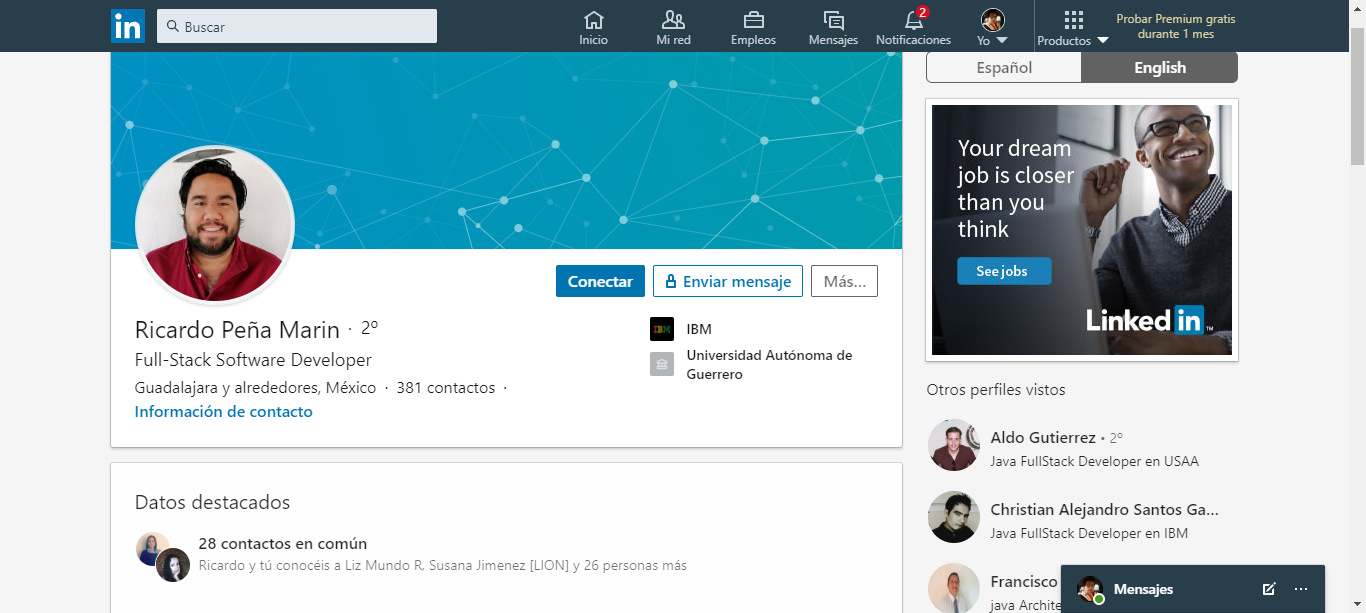 in
Buscar
Inicio
Mi red
Empleos
Mensajes
2
Notificaciones
Yo
Productos
Probar Premium gratis
durante 1 mes
Español
English
Your dream
job is closer
than you
think
See jobs
Linked in ™
Conectar
Enviar mensaje
Más...
Ricardo Peña Marin · 2º
Full-Stack Software Developer
Guadalajara y alrededores, México · 381 contactos ·
Información de contacto
IBM
IBM
Universidad Autónoma de
Guerrero
Datos destacados
28 contactos en común
Ricardo y tú conocéis a Liz Mundo R, Susana Jimenez [LION] y 26 personas más
Otros perfiles vistos
Aldo Gutierrez • 2º
Java FullStack Developer en USAA
Christian Alejandro Santos Ga...
Java FullStack Developer en IBM
Francisco
java Archite
Mensajes